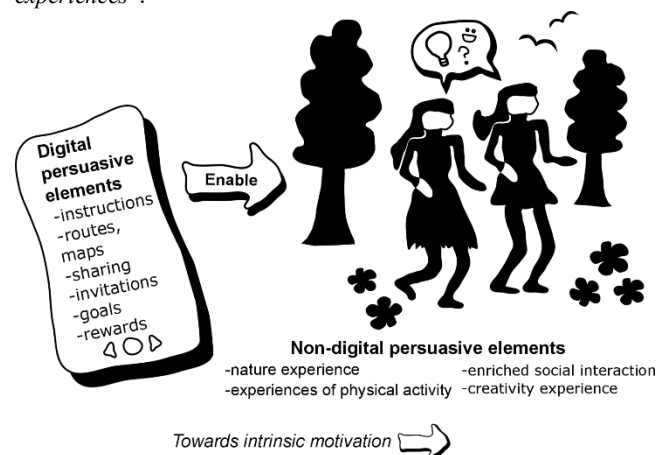 experiences".
Digital
persuasive
elements
-instructions
-routes,
maps
-sharing
-invitations
-goals
-rewards
Enable
?
Non-digital persuasive elements
-nature experience
-enriched social interaction
-experiences of physical activity
-creativity experience
Towards intrinsic motivation